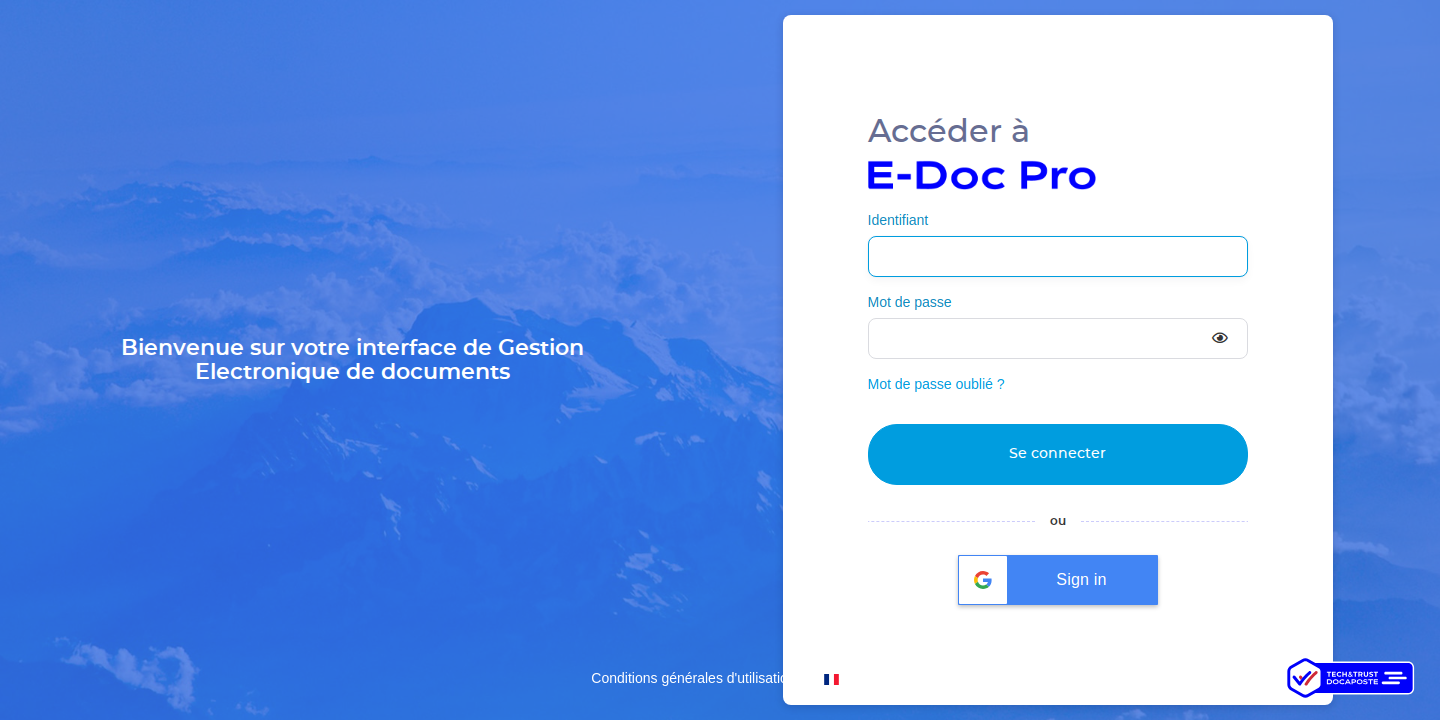 Accéder à
E-Doc Pro
Identifiant
Mot de passe
Bienvenue sur votre interface de Gestion
Electronique de documents
Mot de passe oublié ?
Se connecter
ou
Sign in
Conditions générales d'utilisatio
TECH&TRUST
DOCAPOSTE